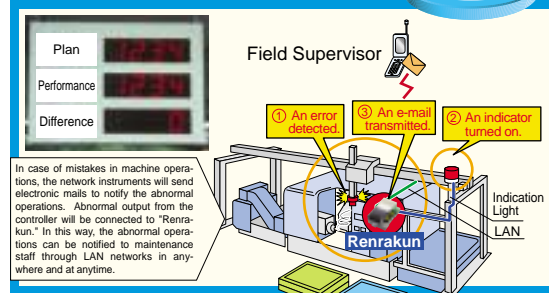 Plan
1234
Performance
1234
Difference
0
Field Supervisor
① An error
detected.
③ An e-mail
transmitted.
② An indicator
turned on.
In case of mistakes in machine opera-
tions, the network instruments will send
electronic mails to notify the abnormal
operations. Abnormal output from the
controller will be connected to "Renra-
kun." In this way, the abnormal opera-
tions can be notified to maintenance
staff through LAN networks in any-
where and at anytime.
Indication
Light
LAN
Renrakun